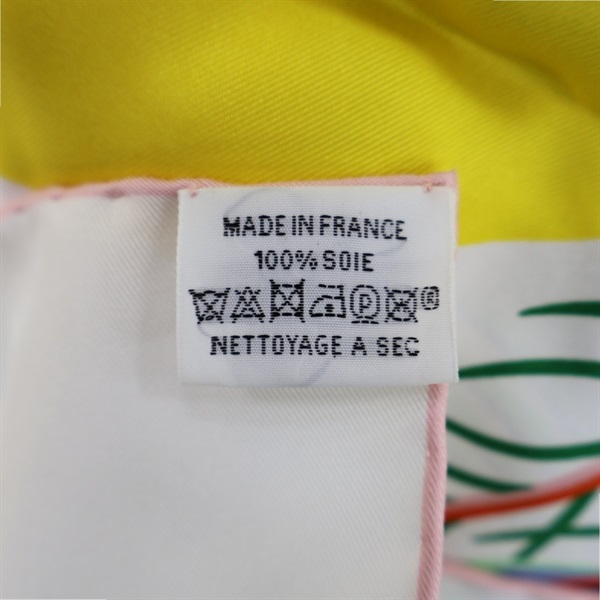 MADE IN FRANCE
100% SOIE
P ®
NETTOYAGE A SEC